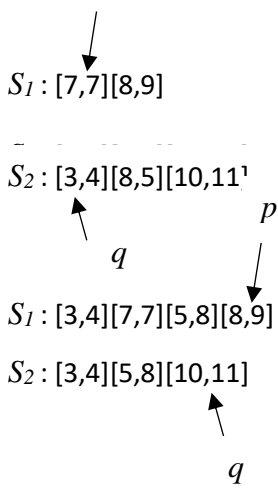 S1 : [7,7][8,9]
S2 : [3,4][8,5][10,11]
q
p
S1 : [3,4][7,7][5,8][8,9]
S2 : [3,4][5,8][10,11]
q